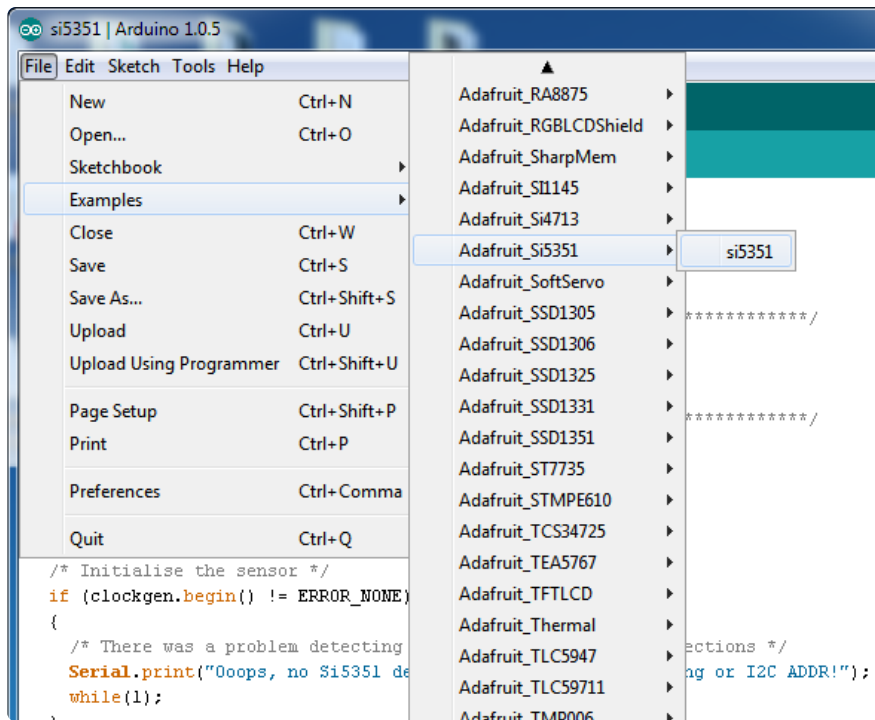 si5351 | Arduino 1.0.5
File Edit Sketch Tools Help
New Ctrl+N
Open... Ctrl+O
Sketchbook
Examples
Close Ctrl+W
Save Ctrl+S
Save As... Ctrl+Shift+S
Upload Ctrl+U
Upload Using Programmer Ctrl+Shift+U
Page Setup Ctrl+Shift+P
Print Ctrl+P
Preferences Ctrl+Comma
Quit Ctrl+Q
Adafruit_RA8875
Adafruit_RGBLCDShield
Adafruit_SharpMem
Adafruit_SI1145
Adafruit_Si4713
Adafruit_Si5351
Adafruit_SoftServo
Adafruit_SSD1305
Adafruit_SSD1306
Adafruit_SSD1325
Adafruit_SSD1331
Adafruit_SSD1351
Adafruit_ST7735
Adafruit_STMPE610
Adafruit_TCS34725
Adafruit_TEA5767
Adafruit_TFTLCD
Adafruit_Thermal
Adafruit_TLC5947
Adafruit_TLC59711
Adafruit_TMP006
si5351
************/
************/
/* Initialise the sensor */
if (clockgen.begin() != ERROR_NONE)
{
/* There was a problem detecting ections */
Serial.print("Ooops, no Si5351 de ng or I2C ADDR!");
while(1);